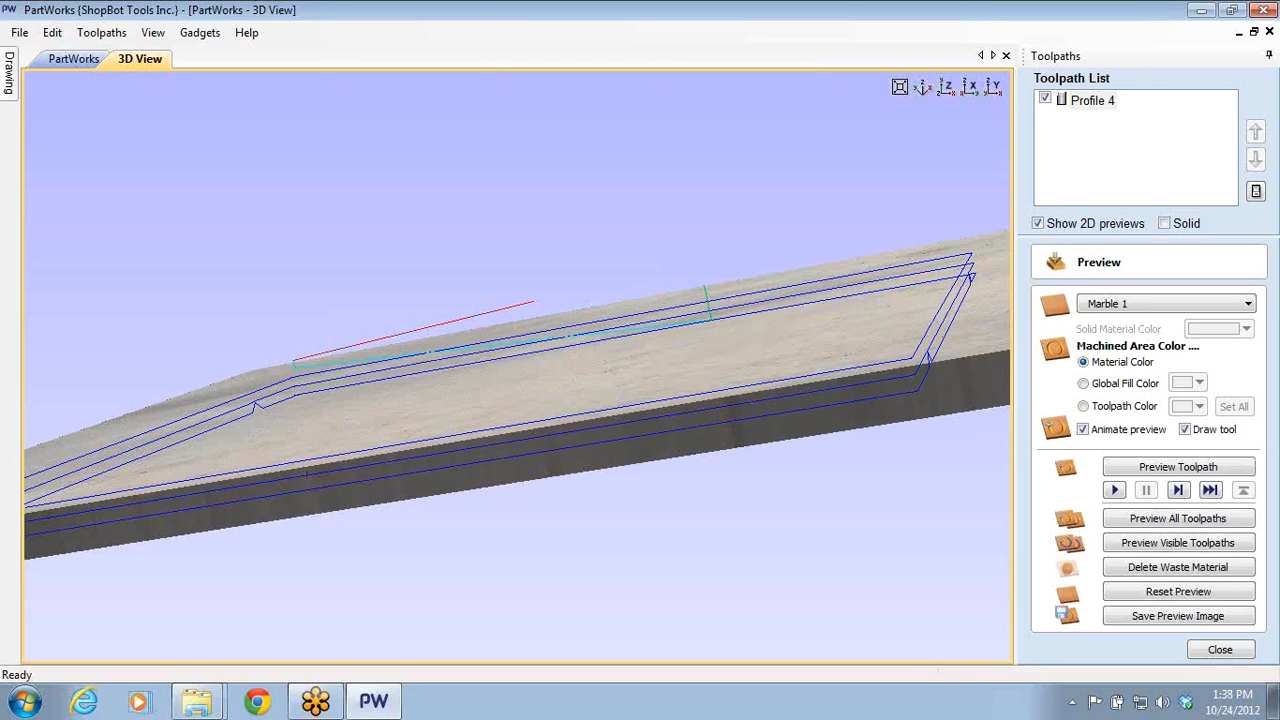 PW PartWorks {ShopBot Tools Inc.} - [PartWorks - 3D View]
File Edit Toolpaths View Gadgets Help
Drawing
PartWorks 3D View
Z X Y
Toolpaths
Toolpath List
Profile 4
Show 2D previews Solid
Preview
Marble 1
Solid Material Color
Machined Area Color ....
Material Color
Global Fill Color
Toolpath Color Set All
Animate preview Draw tool
Preview Toolpath
Preview All Toolpaths
Preview Visible Toolpaths
Delete Waste Material
Reset Preview
Save Preview Image
Close
Ready
PW
1:38 PM
10/24/2012